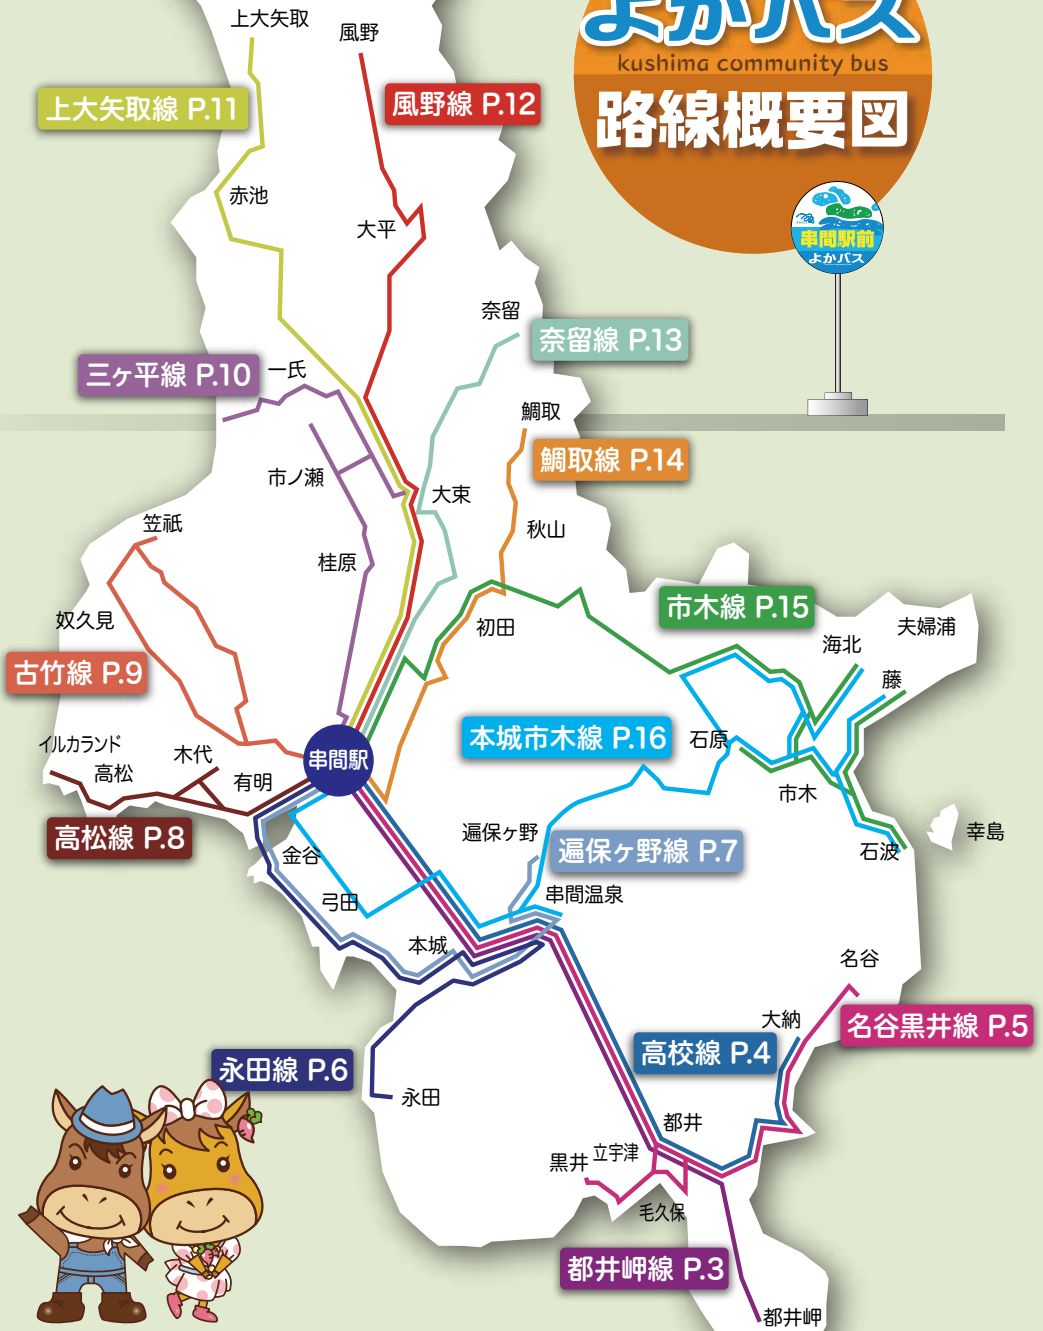 よかバス
kushima community bus
路線概要図
串間駅前
よかバス
上大矢取
風野
上大矢取線 P.11
風野線 P.12
赤池
大平
奈留
奈留線 P.13
三ヶ平線 P.10
一氏
鯛取
鯛取線 P.14
市ノ瀬
大束
笠祇
秋山
桂原
奴久見
初田
市木線 P.15
夫婦浦
海北
藤
古竹線 P.9
イルカランド
高松
木代
有明
串間駅
本城市木線 P.16
石原
市木
高松線 P.8
遍保ヶ野
遍保ヶ野線 P.7
幸島
石波
金谷
弓田
串間温泉
本城
名谷
大納
名谷黒井線 P.5
高校線 P.4
永田線 P.6
永田
都井
黒井
立宇津
毛久保
都井岬線 P.3
都井岬